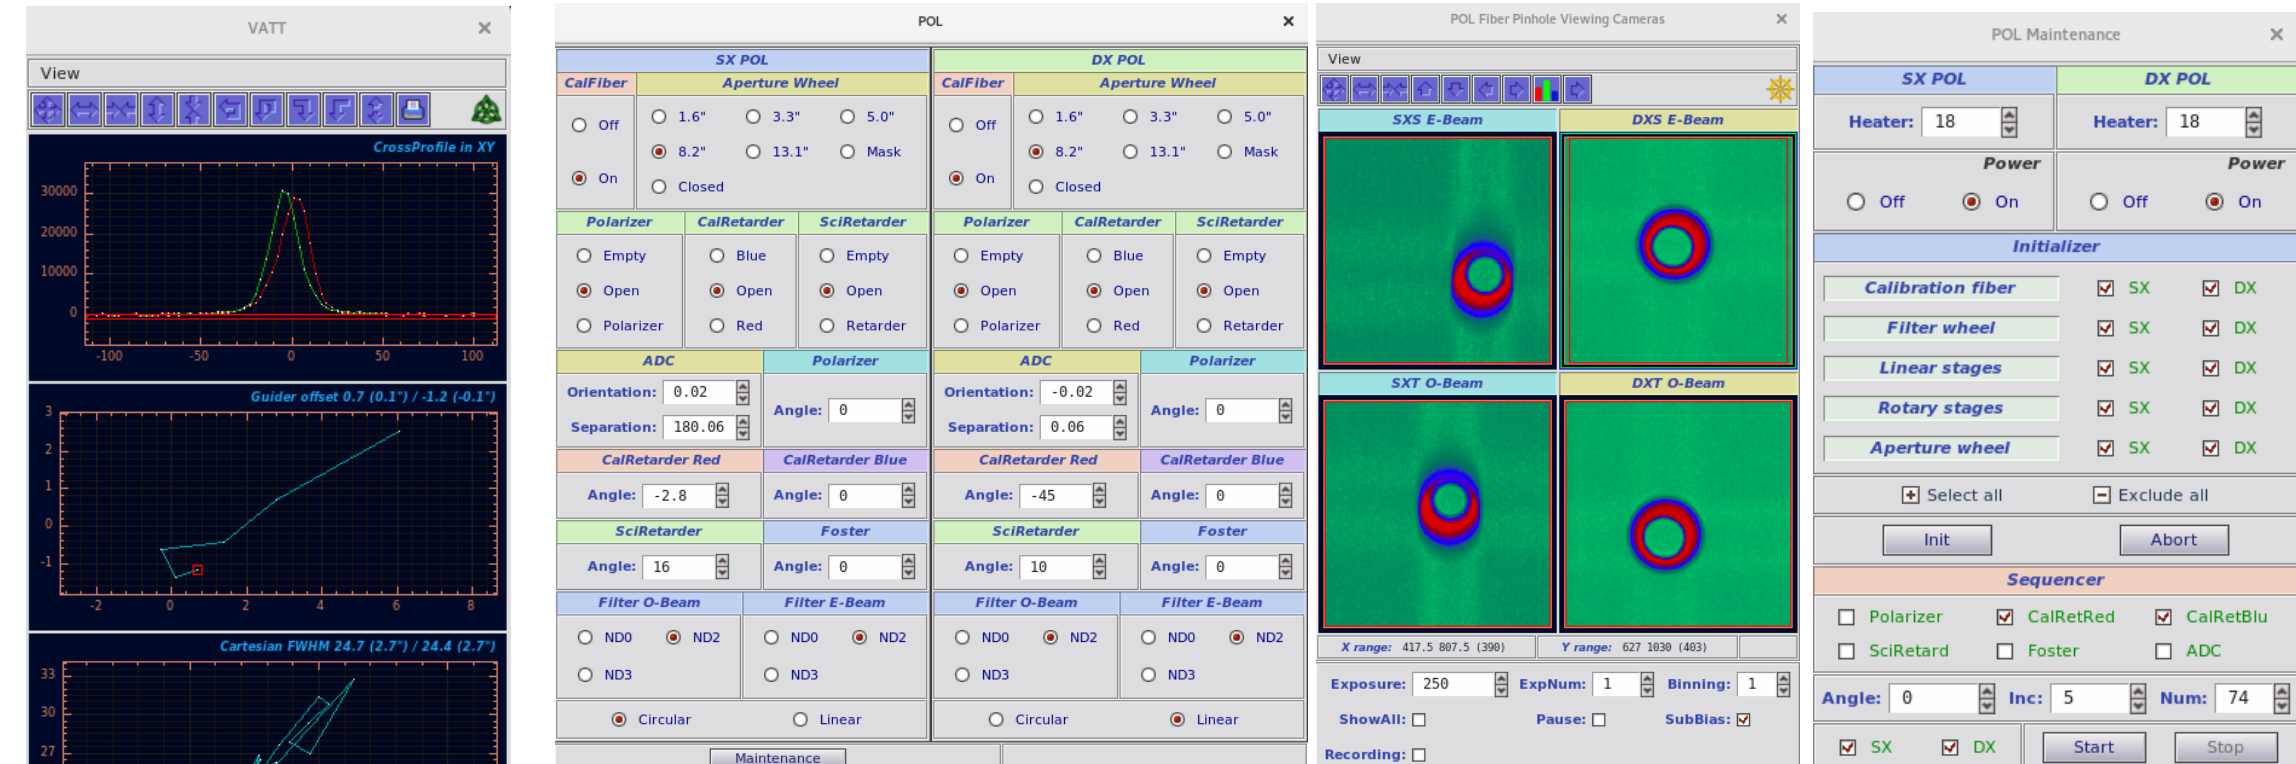 VATT
View
CrossProfile in XY
30000
20000
10000
0
-100 -50 0 50 100
Guider offset 0.7 (0.1") / -1.2 (-0.1")
3
2
1
0
-1
-2 0 2 4 6 8
Cartesian FWHM 24.7 (2.7") / 24.4 (2.7")
33
30
27
POL
SX POL DX POL
CalFiber Aperture Wheel CalFiber Aperture Wheel
Off 1.6" 3.3" 5.0" Off 1.6" 3.3" 5.0"
8.2" 13.1" Mask 8.2" 13.1" Mask
On Closed On Closed
Polarizer CalRetarder SciRetarder Polarizer CalRetarder SciRetarder
Empty Blue Empty Empty Blue Empty
Open Open Open Open Open Open
Polarizer Red Retarder Polarizer Red Retarder
ADC Polarizer ADC Polarizer
Orientation: 0.02 Orientation: -0.02
Angle: 0 Angle: 0
Separation: 180.06 Separation: 0.06
CalRetarder Red CalRetarder Blue CalRetarder Red CalRetarder Blue
Angle: -2.8 Angle: 0 Angle: -45 Angle: 0
SciRetarder Foster SciRetarder Foster
Angle: 16 Angle: 0 Angle: 10 Angle: 0
Filter O-Beam Filter E-Beam Filter O-Beam Filter E-Beam
ND0 ND2 ND0 ND2 ND0 ND2 ND0 ND2
ND3 ND3 ND3 ND3
Circular Linear Circular Linear
Maintenance
POL Fiber Pinhole Viewing Cameras
View
SXS E-Beam DXS E-Beam
SXT O-Beam DXT O-Beam
X range: 417.5 807.5 (390) Y range: 627 1030 (403)
Exposure: 250 ExpNum: 1 Binning: 1
ShowAll: Pause: SubBias:
Recording:
POL Maintenance
SX POL DX POL
Heater: 18 Heater: 18
Power Power
Off On Off On
Initializer
Calibration fiber SX DX
Filter wheel SX DX
Linear stages SX DX
Rotary stages SX DX
Aperture wheel SX DX
Select all Exclude all
Init Abort
Sequencer
Polarizer CalRetRed CalRetBlu
SciRetard Foster ADC
Angle: 0 Inc: 5 Num: 74
SX DX Start Stop